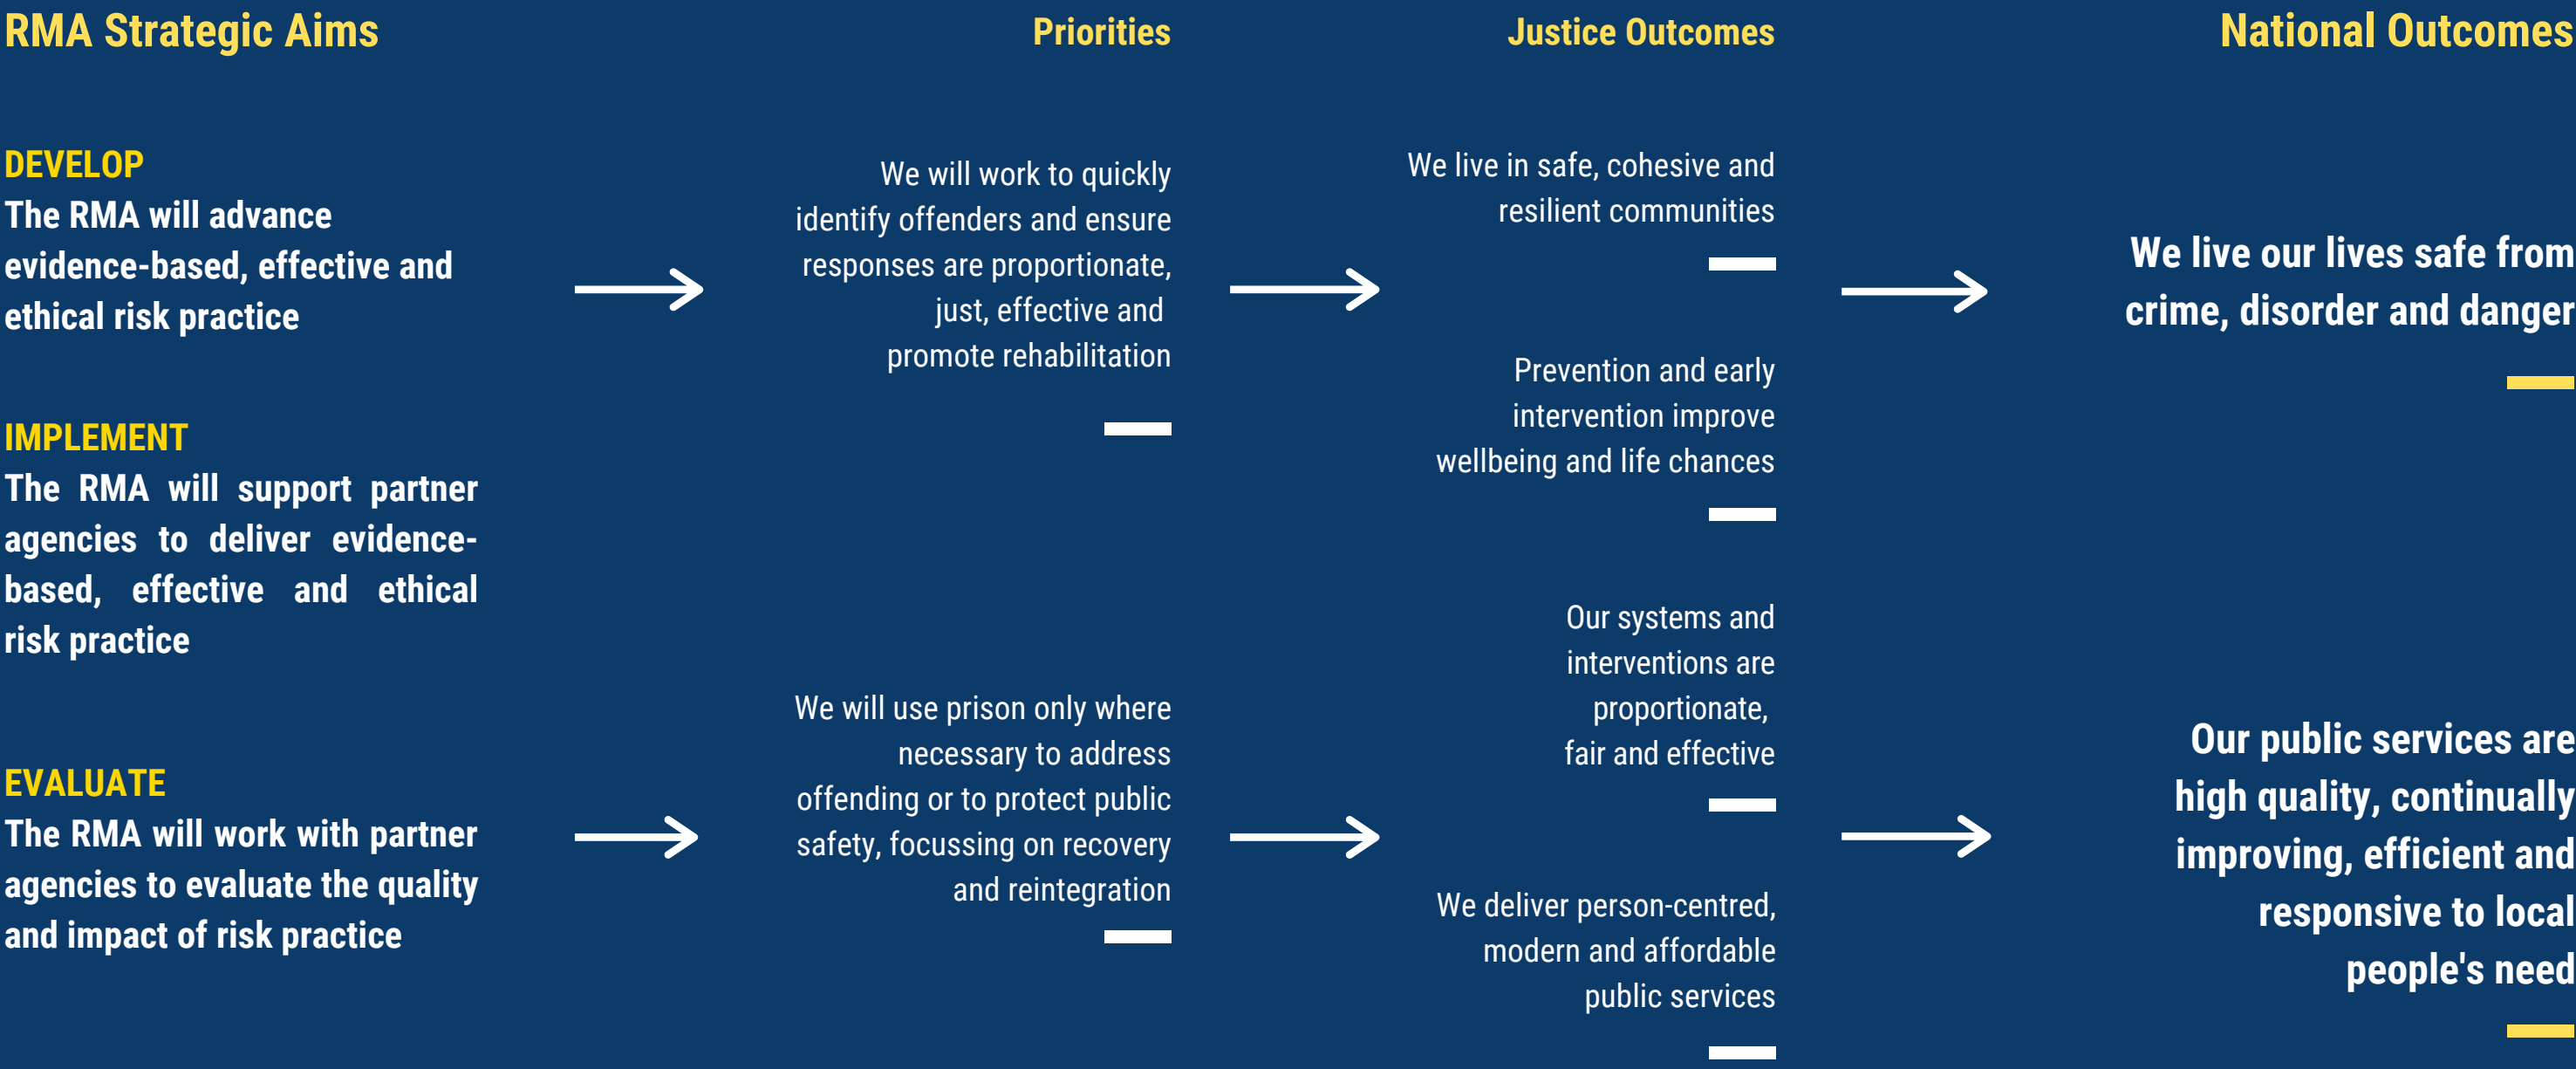 RMA Strategic Aims
DEVELOP
The RMA will advance
evidence-based, effective and
ethical risk practice
IMPLEMENT
The RMA will support partner
agencies to deliver evidence-
based, effective and ethical
risk practice
EVALUATE
The RMA will work with partner
agencies to evaluate the quality
and impact of risk practice
Priorities
We will work to quickly
identify offenders and ensure
responses are proportionate,
just, effective and
promote rehabilitation
We will use prison only where
necessary to address
offending or to protect public
safety, focussing on recovery
and reintegration
Justice Outcomes
We live in safe, cohesive and
resilient communities
Prevention and early
intervention improve
wellbeing and life chances
Our systems and
interventions are
proportionate,
fair and effective
We deliver person-centred,
modern and affordable
public services
National Outcomes
We live our lives safe from
crime, disorder and danger
Our public services are
high quality, continually
improving, efficient and
responsive to local
people's need